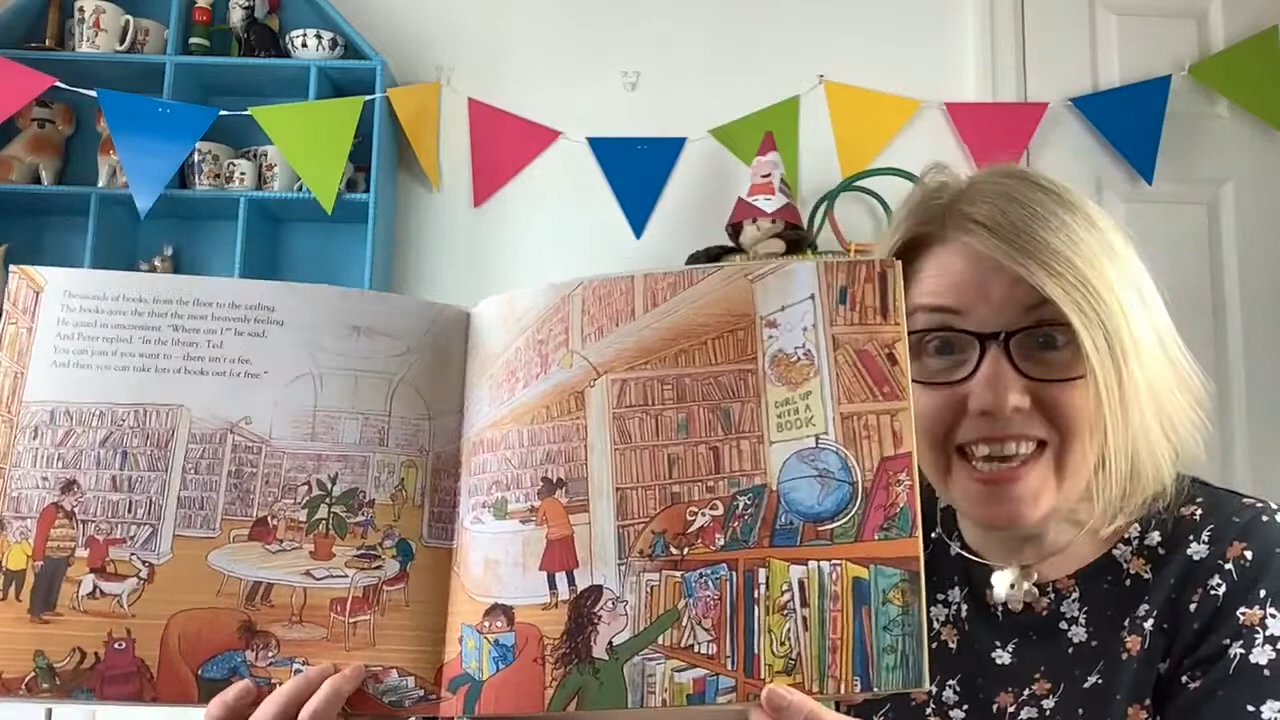 Thousands of books, from the floor to the ceiling.
The books gave the thief the most heavenly feeling.
He gazed in amazement. "Where am I?" he said,
And Peter replied, "In the library, Ted.
You can join if you want to – there isn't a fee,
And then you can take lots of books out for free."
CURL UP
WITH A
BOOK